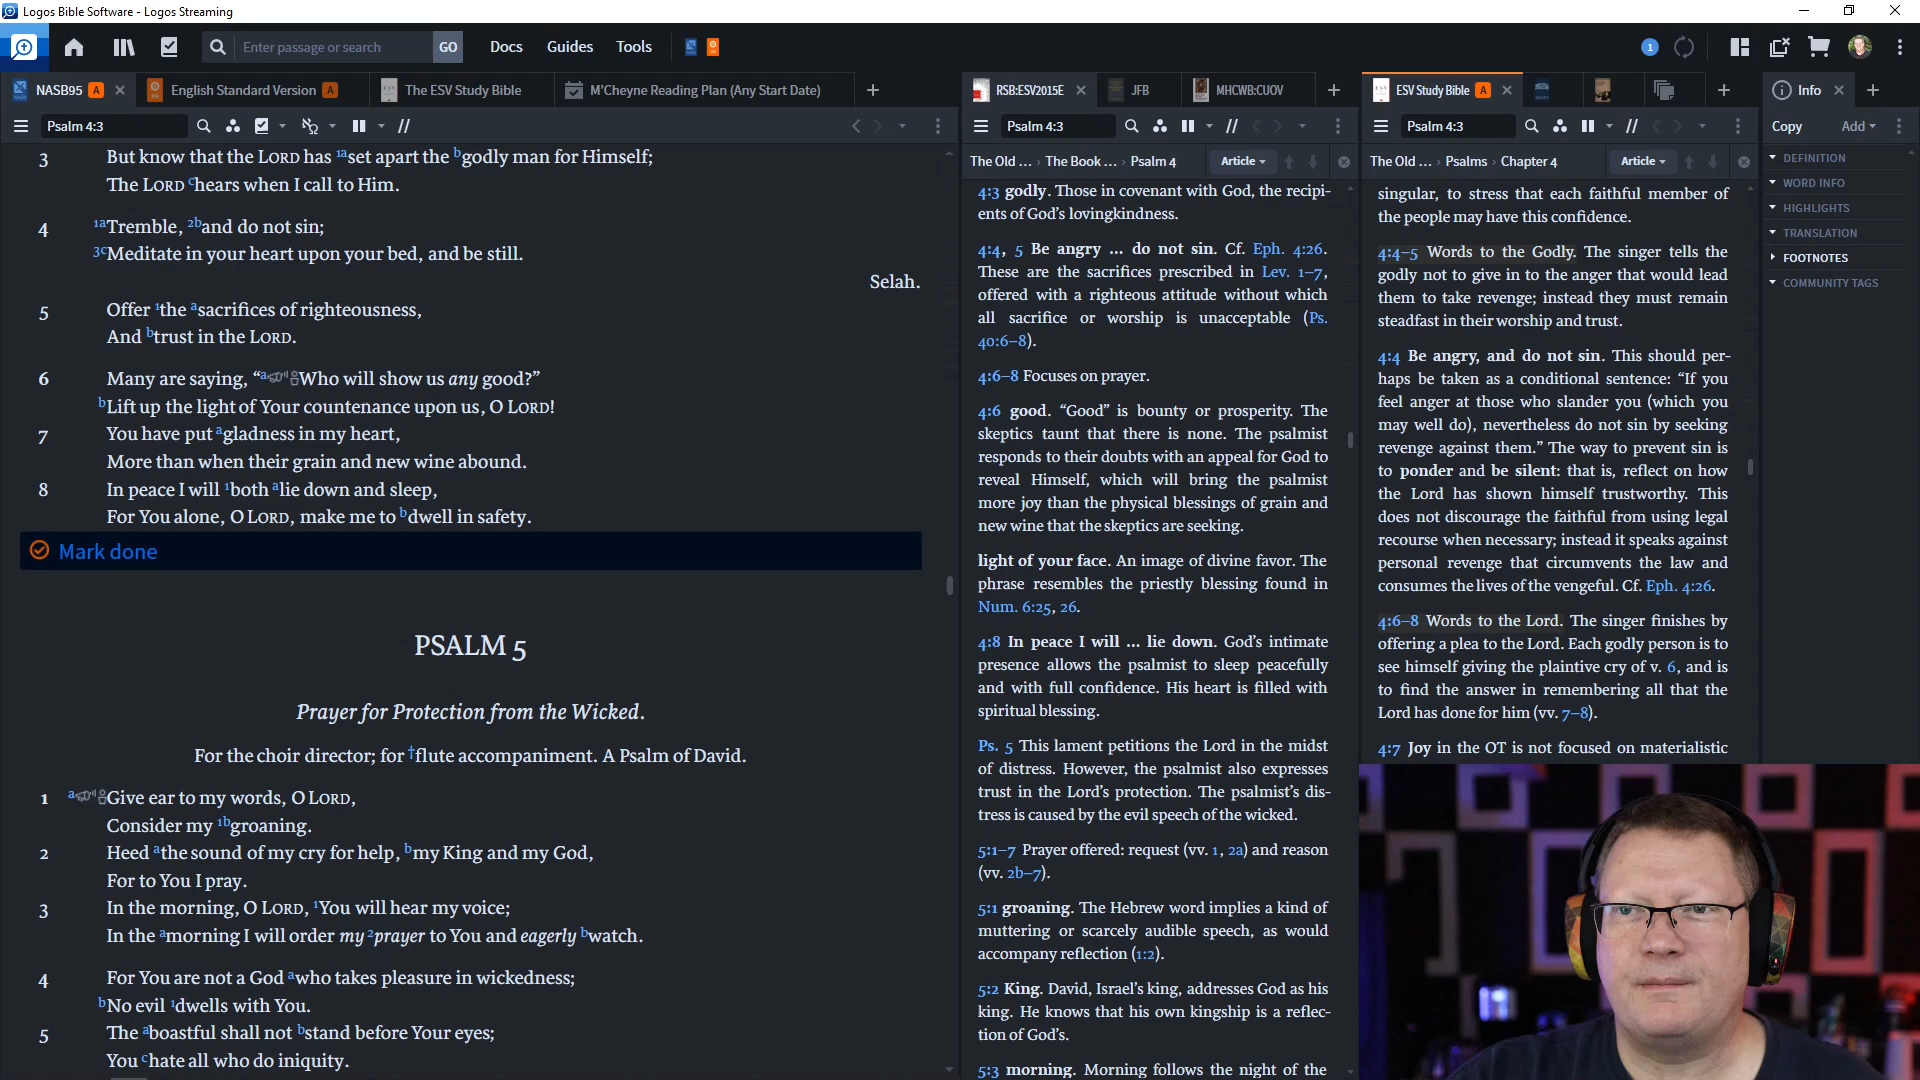 Logos Bible Software - Logos Streaming
Enter passage or search
GO
Docs
Guides
Tools
1
NASB95 A
English Standard Version A
The ESV Study Bible
M'Cheyne Reading Plan (Any Start Date)
Psalm 4:3
3 But know that the LORD has 1a set apart the b godly man for Himself;
The LORD c hears when I call to Him.
4 1a Tremble, 2b and do not sin;
3c Meditate in your heart upon your bed, and be still.
Selah.
5 Offer 1 the a sacrifices of righteousness,
And b trust in the LORD.
6 Many are saying, “a Who will show us any good?”
b Lift up the light of Your countenance upon us, O LORD!
7 You have put a gladness in my heart,
More than when their grain and new wine abound.
8 In peace I will 1 both a lie down and sleep,
For You alone, O LORD, make me to b dwell in safety.
Mark done
PSALM 5
Prayer for Protection from the Wicked.
For the choir director; for † flute accompaniment. A Psalm of David.
1 a Give ear to my words, O LORD,
Consider my 1b groaning.
2 Heed a the sound of my cry for help, b my King and my God,
For to You I pray.
3 In the morning, O LORD, 1 You will hear my voice;
In the a morning I will order my 2 prayer to You and eagerly b watch.
4 For You are not a God a who takes pleasure in wickedness;
b No evil 1 dwells with You.
5 The a boastful shall not b stand before Your eyes;
You c hate all who do iniquity.
RSB:ESV2015E
JFB
MHCWB:CUOV
Psalm 4:3
The Old ... › The Book ... › Psalm 4
Article
4:3 godly. Those in covenant with God, the recipi-
ents of God’s lovingkindness.
4:4, 5 Be angry ... do not sin. Cf. Eph. 4:26.
These are the sacrifices prescribed in Lev. 1–7,
offered with a righteous attitude without which
all sacrifice or worship is unacceptable (Ps.
40:6–8).
4:6–8 Focuses on prayer.
4:6 good. “Good” is bounty or prosperity. The
skeptics taunt that there is none. The psalmist
responds to their doubts with an appeal for God to
reveal Himself, which will bring the psalmist
more joy than the physical blessings of grain and
new wine that the skeptics are seeking.
light of your face. An image of divine favor. The
phrase resembles the priestly blessing found in
Num. 6:25, 26.
4:8 In peace I will ... lie down. God’s intimate
presence allows the psalmist to sleep peacefully
and with full confidence. His heart is filled with
spiritual blessing.
Ps. 5 This lament petitions the Lord in the midst
of distress. However, the psalmist also expresses
trust in the Lord’s protection. The psalmist’s dis-
tress is caused by the evil speech of the wicked.
5:1–7 Prayer offered: request (vv. 1, 2a) and reason
(vv. 2b–7).
5:1 groaning. The Hebrew word implies a kind of
muttering or scarcely audible speech, as would
accompany reflection (1:2).
5:2 King. David, Israel’s king, addresses God as his
king. He knows that his own kingship is a reflec-
tion of God’s.
5:3 morning. Morning follows the night of the
ESV Study Bible A
Psalm 4:3
The Old ... › Psalms › Chapter 4
Article
singular, to stress that each faithful member of
the people may have this confidence.
4:4–5 Words to the Godly. The singer tells the
godly not to give in to the anger that would lead
them to take revenge; instead they must remain
steadfast in their worship and trust.
4:4 Be angry, and do not sin. This should per-
haps be taken as a conditional sentence: “If you
feel anger at those who slander you (which you
may well do), nevertheless do not sin by seeking
revenge against them.” The way to prevent sin is
to ponder and be silent: that is, reflect on how
the Lord has shown himself trustworthy. This
does not discourage the faithful from using legal
recourse when necessary; instead it speaks against
personal revenge that circumvents the law and
consumes the lives of the vengeful. Cf. Eph. 4:26.
4:6–8 Words to the Lord. The singer finishes by
offering a plea to the Lord. Each godly person is to
see himself giving the plaintive cry of v. 6, and is
to find the answer in remembering all that the
Lord has done for him (vv. 7–8).
4:7 Joy in the OT is not focused on materialistic
Info
Copy
Add
DEFINITION
WORD INFO
HIGHLIGHTS
TRANSLATION
FOOTNOTES
COMMUNITY TAGS